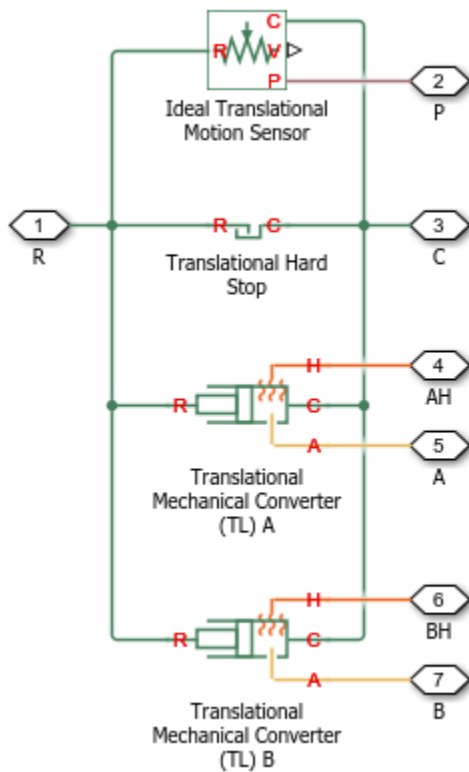 C
R V
P 2
P
Ideal Translational
Motion Sensor
1 R C 3
R C
Translational Hard
Stop
H 4
AH
R C
A 5
A
Translational
Mechanical Converter
(TL) A
H 6
BH
R C
A 7
B
Translational
Mechanical Converter
(TL) B